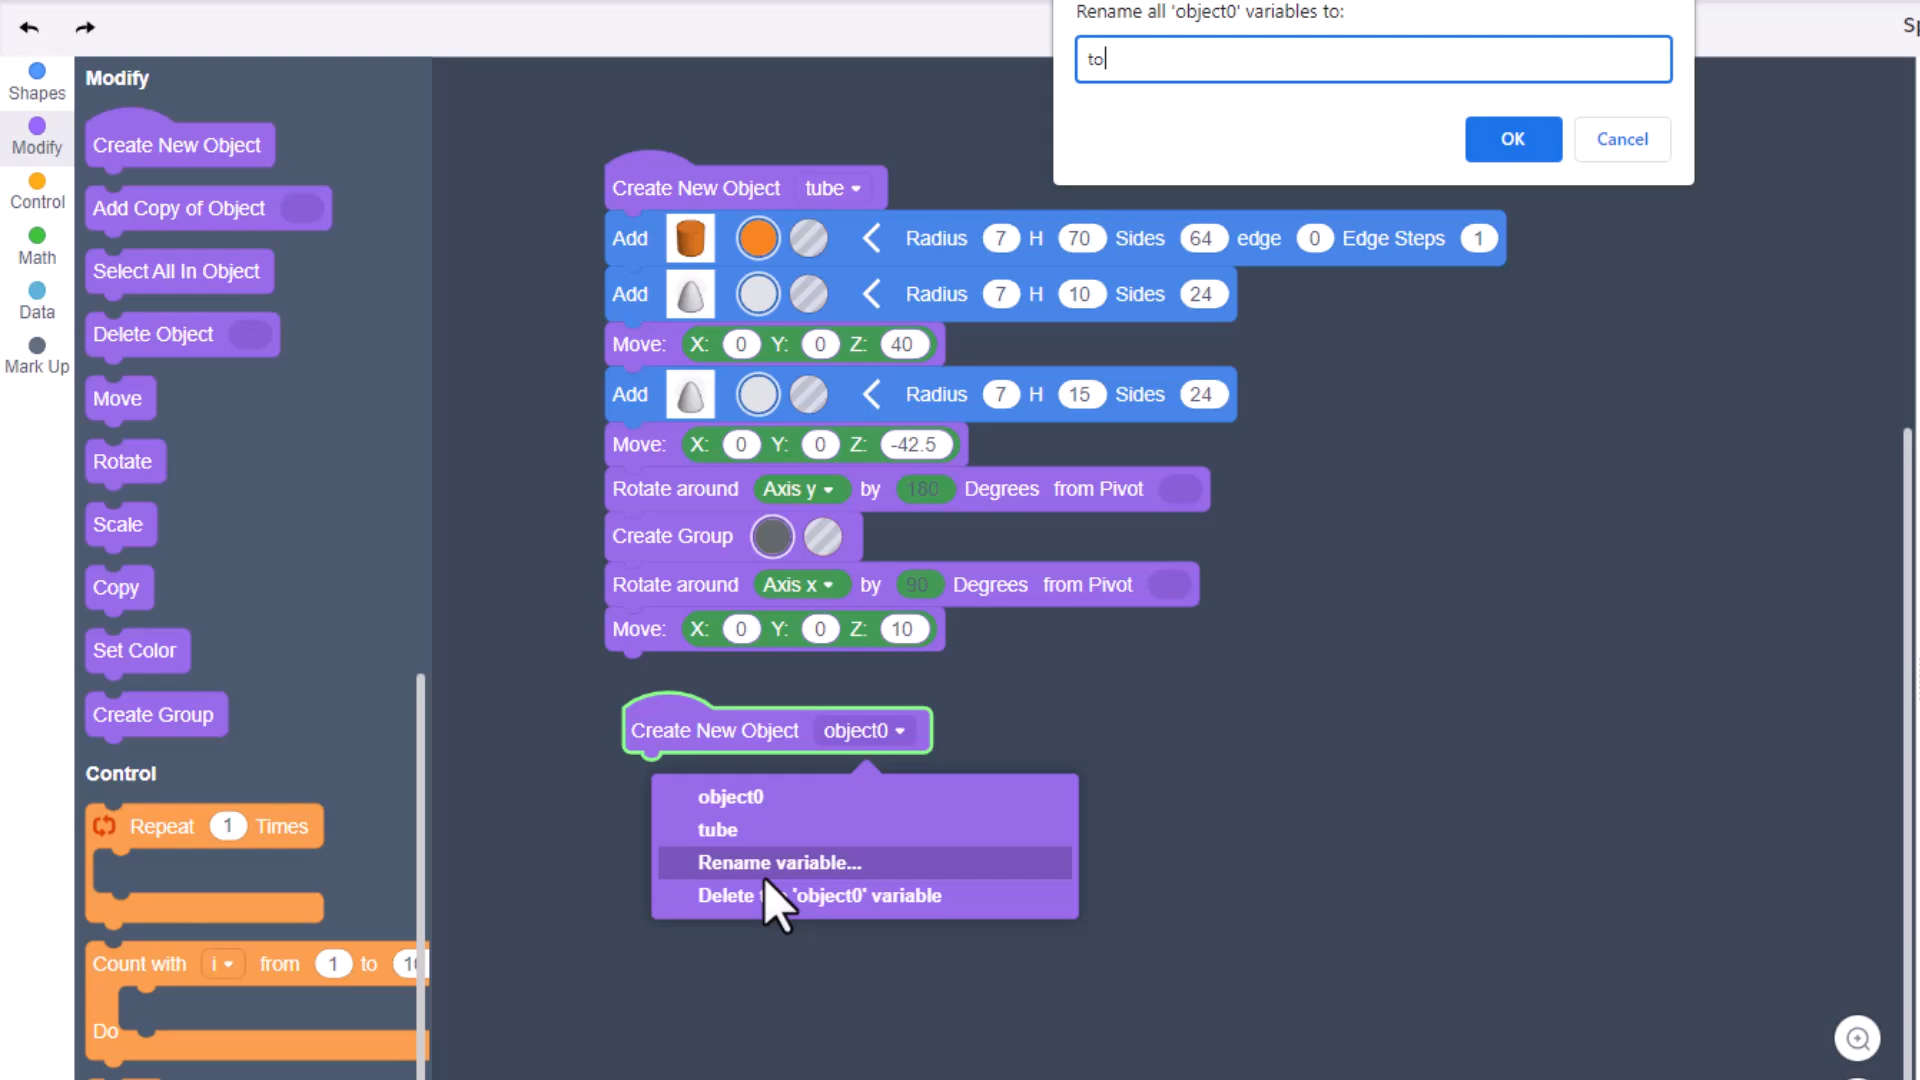 Rename all 'object0' variables to:
to
OK
Cancel
Sp
Shapes
Modify
Control
Math
Data
Mark Up
Modify
Create New Object
Add Copy of Object
Select All In Object
Delete Object
Move
Rotate
Scale
Copy
Set Color
Create Group
Control
Repeat 1 Times
Count with i from 1 to 10
Do
Create New Object tube
Add Radius 7 H 70 Sides 64 edge 0 Edge Steps 1
Add Radius 7 H 10 Sides 24
Move: X: 0 Y: 0 Z: 40
Add Radius 7 H 15 Sides 24
Move: X: 0 Y: 0 Z: -42.5
Rotate around Axis y by 180 Degrees from Pivot
Create Group
Rotate around Axis x by 90 Degrees from Pivot
Move: X: 0 Y: 0 Z: 10
Create New Object object0
object0
tube
Rename variable...
Delete 'object0' variable